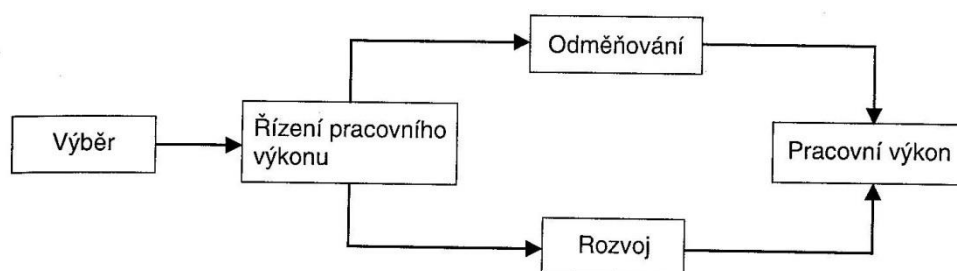 Odměňování
Výběr
Řízení pracovního
výkonu
Pracovní výkon
Rozvoj